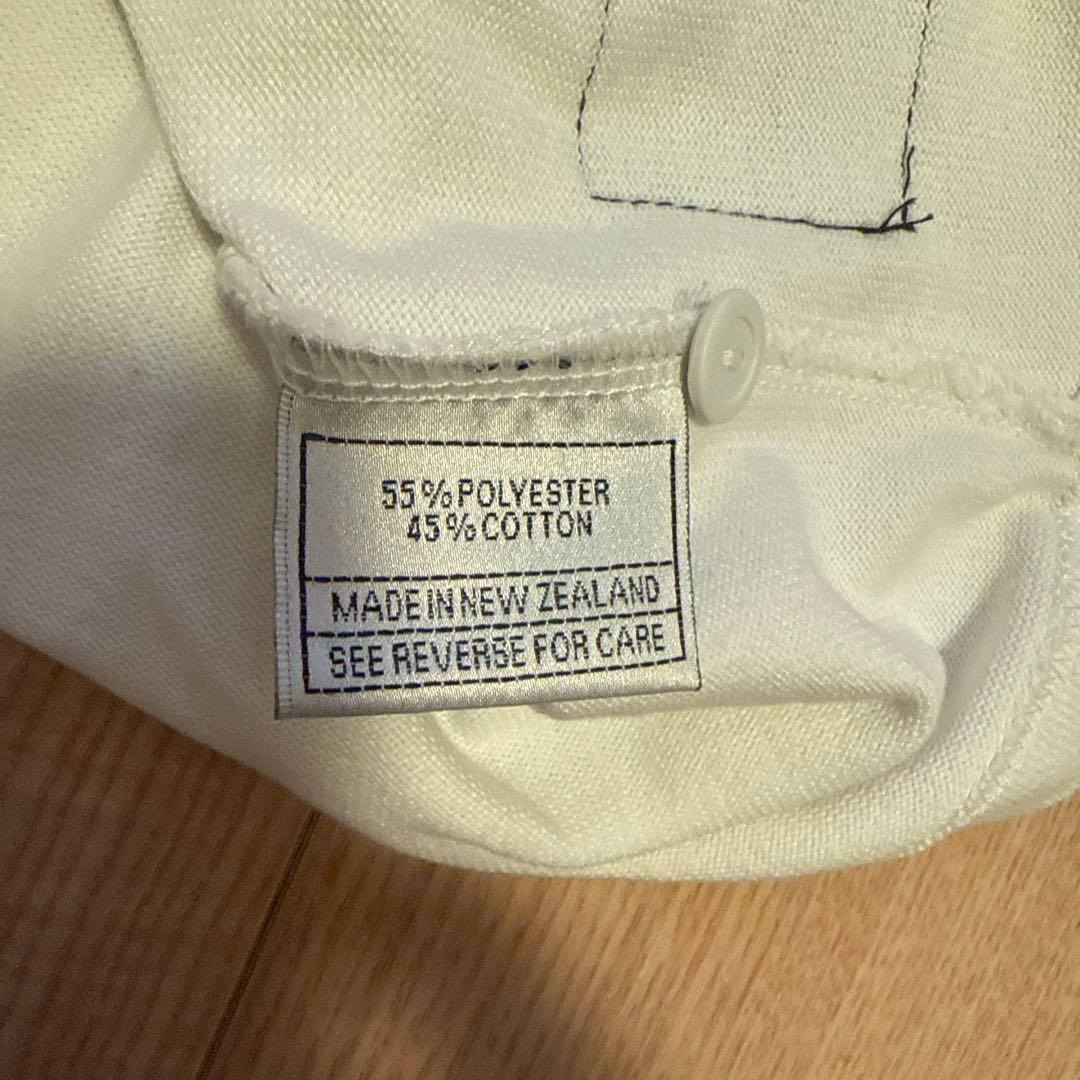 55% POLYESTER
45% COTTON
MADE IN NEW ZEALAND
SEE REVERSE FOR CARE